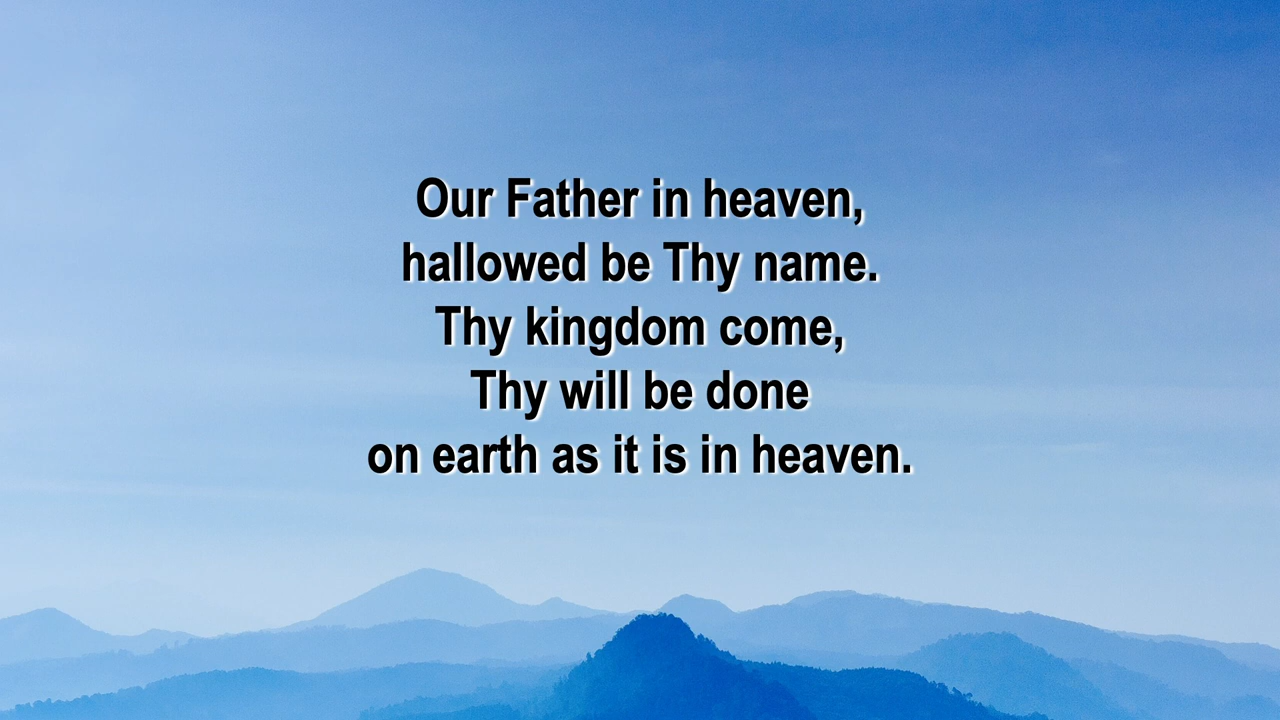 Our Father in heaven,
hallowed be Thy name.
Thy kingdom come,
Thy will be done
on earth as it is in heaven.